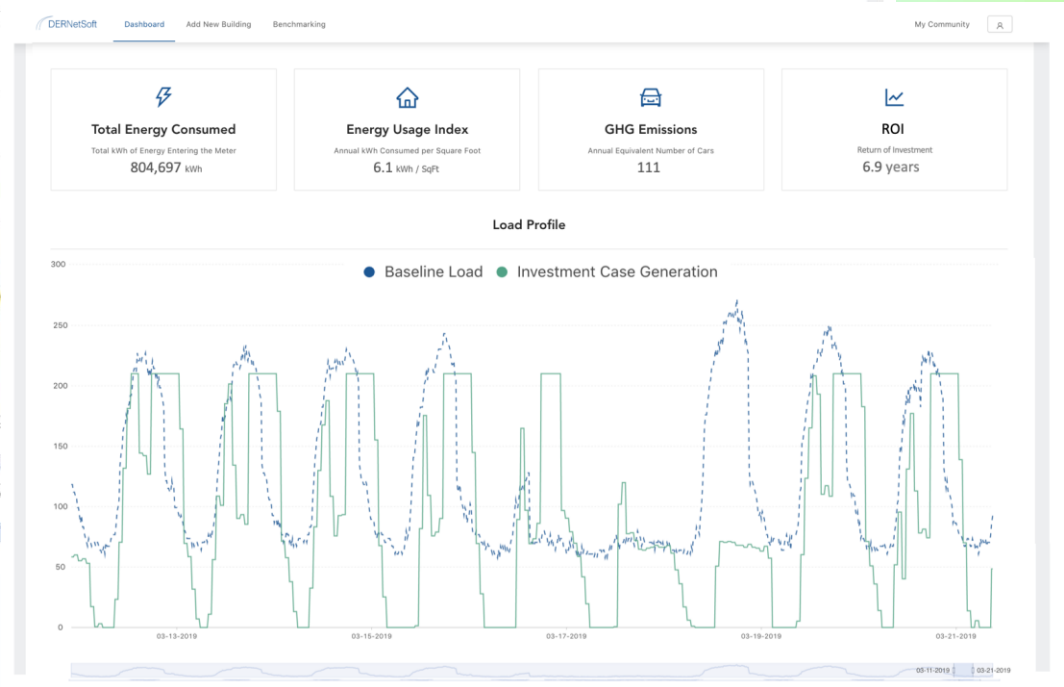 DERNetSoft Dashboard Add New Building Benchmarking My Community
Total Energy Consumed
Total kWh of Energy Entering the Meter
804,697 kWh
Energy Usage Index
Annual kWh Consumed per Square Foot
6.1 kWh / SqFt
GHG Emissions
Annual Equivalent Number of Cars
111
ROI
Return of Investment
6.9 years
Load Profile
Baseline Load Investment Case Generation
300
250
200
150
100
50
0
03-13-2019 03-15-2019 03-17-2019 03-19-2019 03-21-2019
03-11-2019 03-21-2019